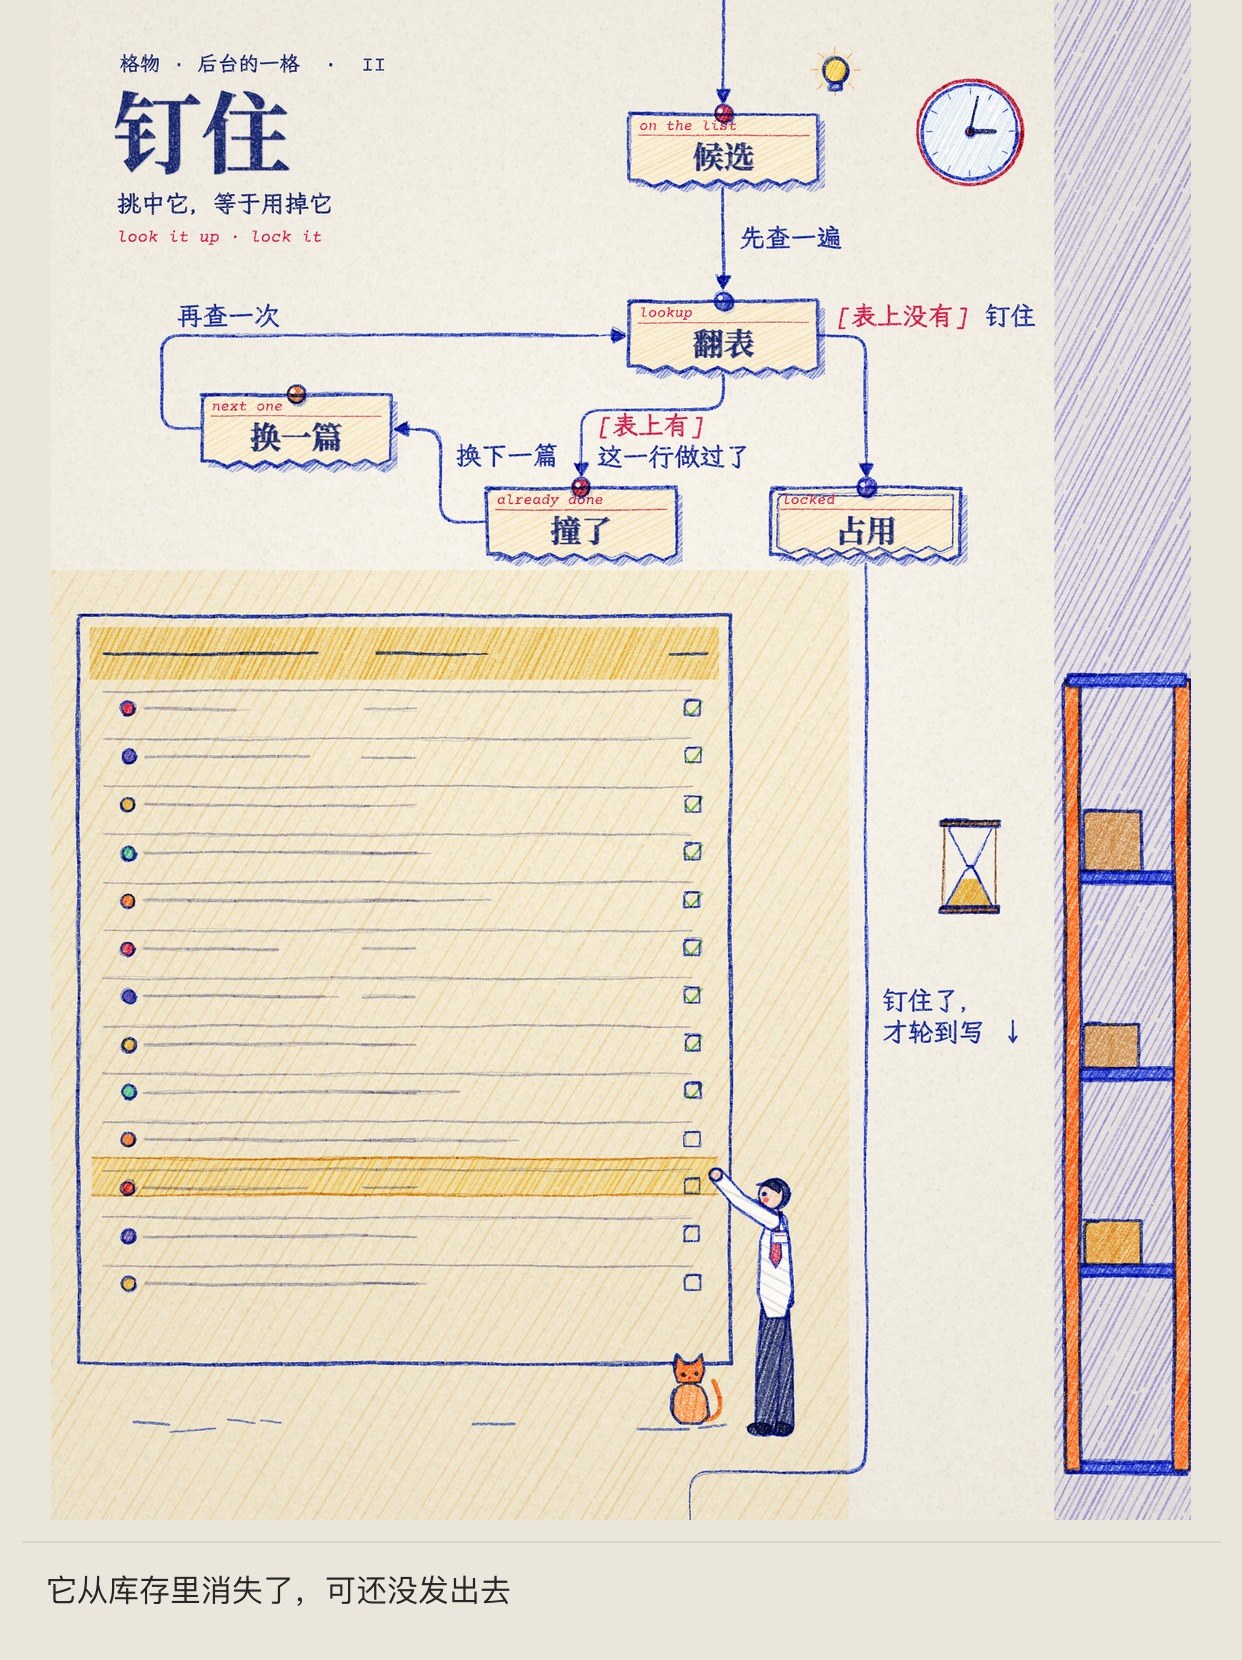 格物 · 后台的一格 · II
钉住
挑中它, 等于用掉它
look it up · lock it
on the list
候选
先查一遍
再查一次
lookup
翻表
[表上没有] 钉住
next one
换一篇
[表上有]
换下一篇
这一行做过了
already done
撞了
locked
占用
钉住了,
才轮到写 ↓
它从库存里消失了，可还没发出去